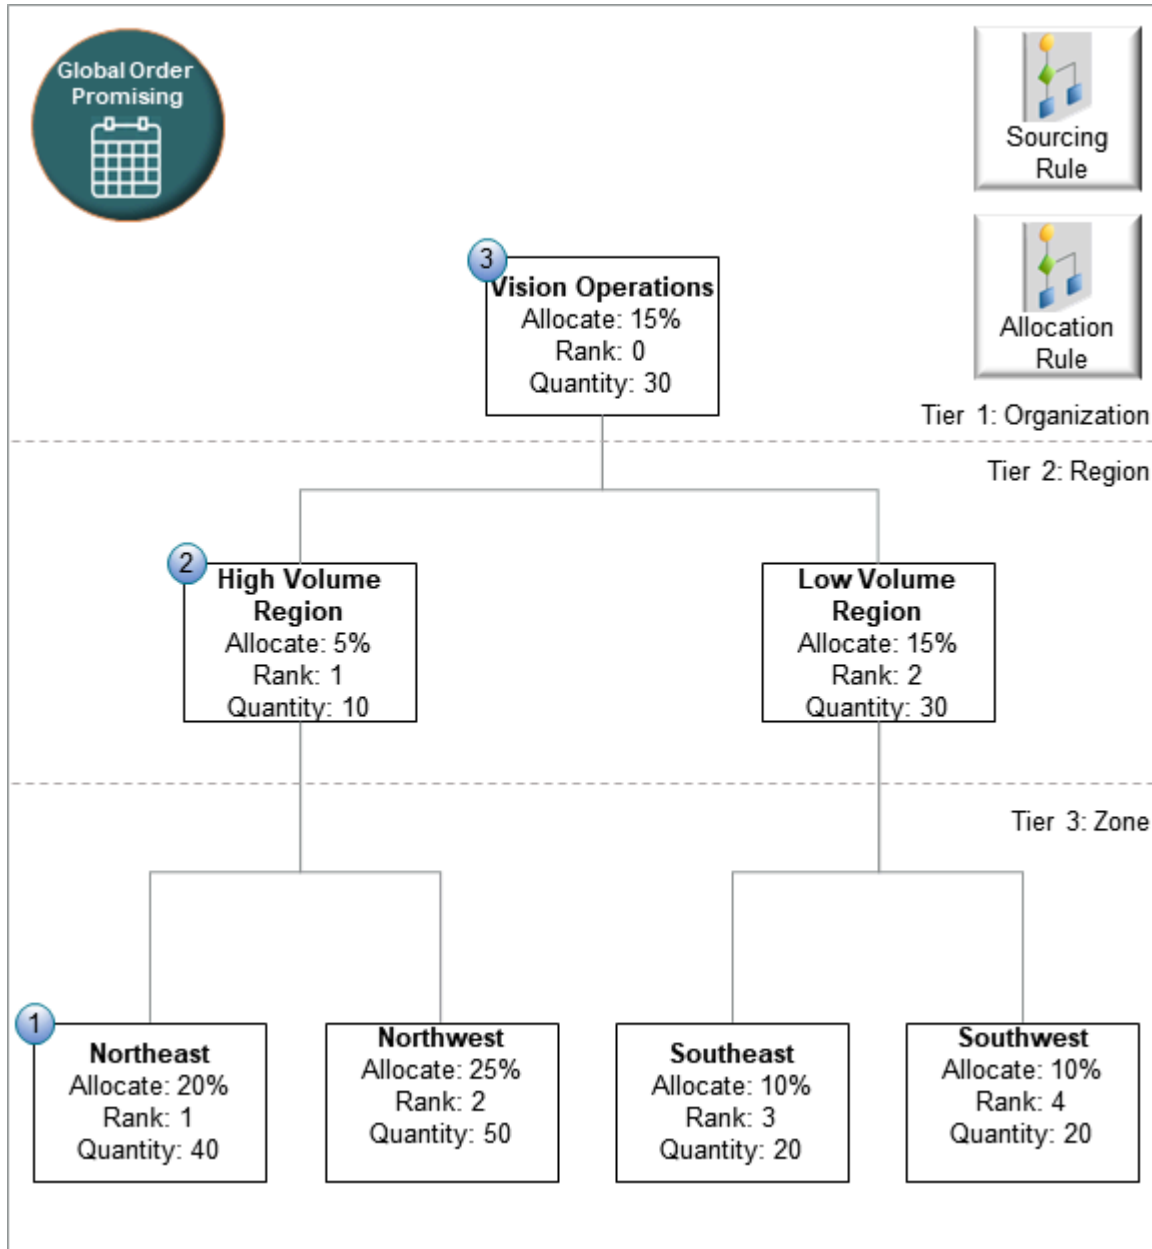 Global Order
Promising
Sourcing
Rule
Allocation
Rule
3
Vision Operations
Allocate: 15%
Rank: 0
Quantity: 30
Tier 1: Organization
Tier 2: Region
2
High Volume
Region
Allocate: 5%
Rank: 1
Quantity: 10
Low Volume
Region
Allocate: 15%
Rank: 2
Quantity: 30
Tier 3: Zone
1
Northeast
Allocate: 20%
Rank: 1
Quantity: 40
Northwest
Allocate: 25%
Rank: 2
Quantity: 50
Southeast
Allocate: 10%
Rank: 3
Quantity: 20
Southwest
Allocate: 10%
Rank: 4
Quantity: 20